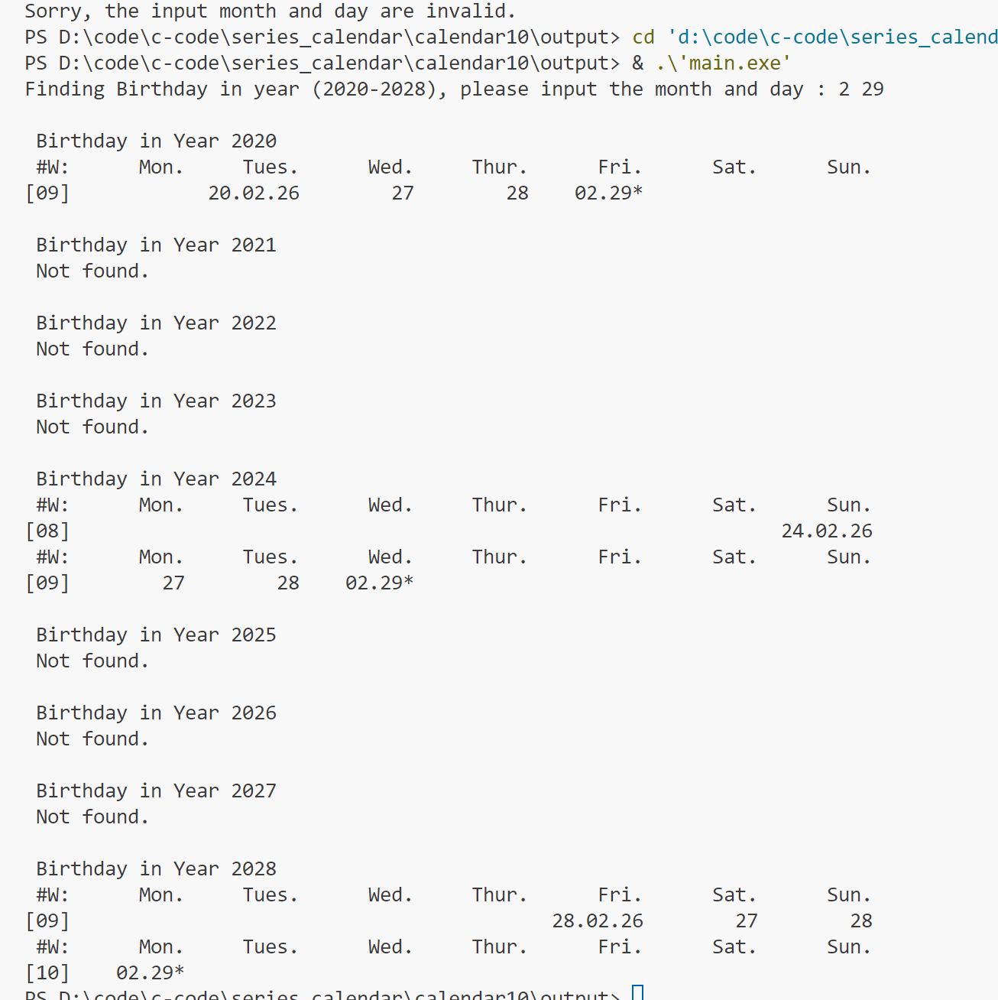 Sorry, the input month and day are invalid.
PS D:\code\c-code\series_calendar\calendar10\output> cd 'd:\code\c-code\series_calend
PS D:\code\c-code\series_calendar\calendar10\output> & .\'main.exe'
Finding Birthday in year (2020-2028), please input the month and day : 2 29
Birthday in Year 2020
#W: Mon. Tues. Wed. Thur. Fri. Sat. Sun.
[09] 20.02.26 27 28 02.29*
Birthday in Year 2021
Not found.
Birthday in Year 2022
Not found.
Birthday in Year 2023
Not found.
Birthday in Year 2024
#W: Mon. Tues. Wed. Thur. Fri. Sat. Sun.
[08] 24.02.26
#W: Mon. Tues. Wed. Thur. Fri. Sat. Sun.
[09] 27 28 02.29*
Birthday in Year 2025
Not found.
Birthday in Year 2026
Not found.
Birthday in Year 2027
Not found.
Birthday in Year 2028
#W: Mon. Tues. Wed. Thur. Fri. Sat. Sun.
[09] 28.02.26 27 28
#W: Mon. Tues. Wed. Thur. Fri. Sat. Sun.
[10] 02.29*
PS D:\code\c-code\series_calendar\calendar10\output>